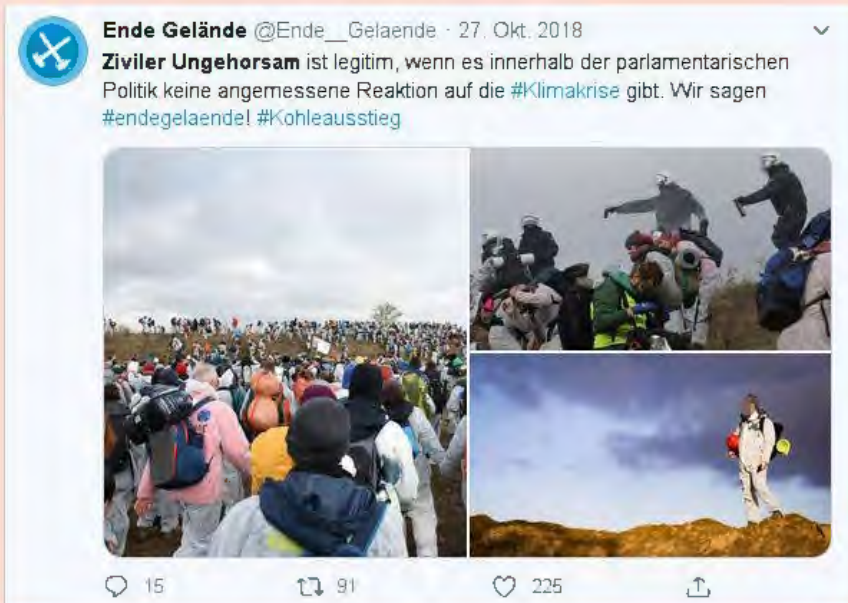 Ende Gelände @Ende__Gelaende · 27. Okt. 2018
Ziviler Ungehorsam ist legitim, wenn es innerhalb der parlamentarischen
Politik keine angemessene Reaktion auf die #Klimakrise gibt. Wir sagen
#endegelaende! #Kohleausstieg
15 91 225